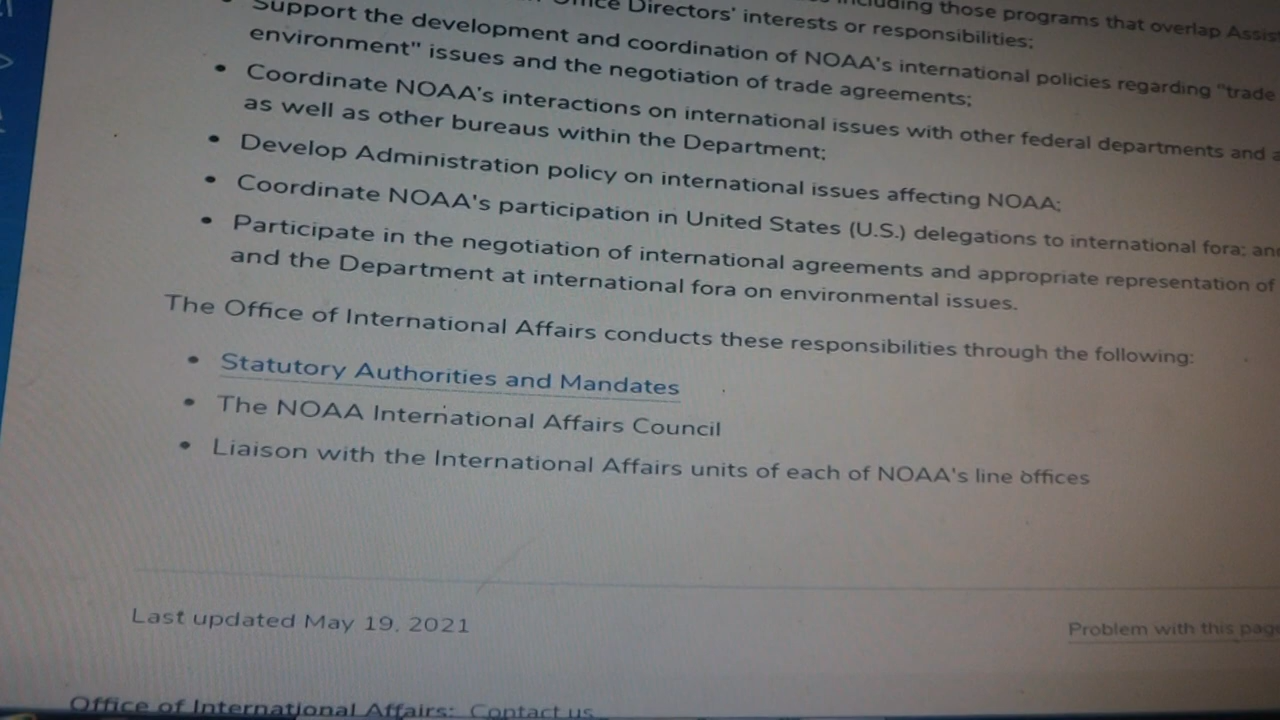 including those programs that overlap
Office Directors' interests or responsibilities;
• Support the development and coordination of NOAA's international policies regarding "trade
environment" issues and the negotiation of trade agreements;
• Coordinate NOAA's interactions on international issues with other federal departments and
as well as other bureaus within the Department;
• Develop Administration policy on international issues affecting NOAA;
• Coordinate NOAA's participation in United States (U.S.) delegations to international fora; and
• Participate in the negotiation of international agreements and appropriate representation of
and the Department at international fora on environmental issues.
The Office of International Affairs conducts these responsibilities through the following:
• Statutory Authorities and Mandates
• The NOAA International Affairs Council
• Liaison with the International Affairs units of each of NOAA's line offices
Last updated May 19, 2021
Problem with this page
Office of International Affairs: Contact us